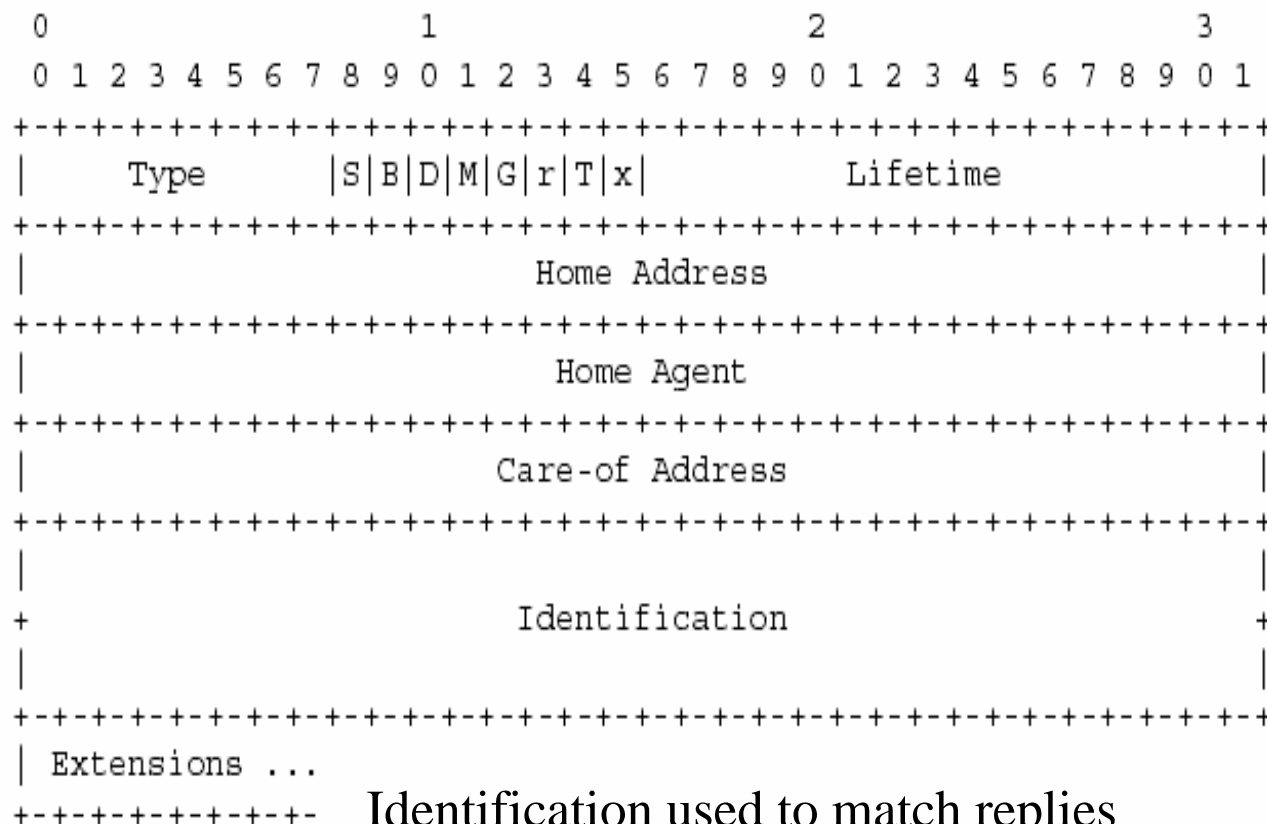 0                   1                   2                   3
0 1 2 3 4 5 6 7 8 9 0 1 2 3 4 5 6 7 8 9 0 1 2 3 4 5 6 7 8 9 0 1
+-+-+-+-+-+-+-+-+-+-+-+-+-+-+-+-+-+-+-+-+-+-+-+-+-+-+-+-+-+-+-+-+
|     Type      |S|B|D|M|G|r|T|x|          Lifetime             |
+-+-+-+-+-+-+-+-+-+-+-+-+-+-+-+-+-+-+-+-+-+-+-+-+-+-+-+-+-+-+-+-+
|                          Home Address                         |
+-+-+-+-+-+-+-+-+-+-+-+-+-+-+-+-+-+-+-+-+-+-+-+-+-+-+-+-+-+-+-+-+
|                           Home Agent                          |
+-+-+-+-+-+-+-+-+-+-+-+-+-+-+-+-+-+-+-+-+-+-+-+-+-+-+-+-+-+-+-+-+
|                        Care-of Address                        |
+-+-+-+-+-+-+-+-+-+-+-+-+-+-+-+-+-+-+-+-+-+-+-+-+-+-+-+-+-+-+-+-+
|                                                               |
+                         Identification                        +
|                                                               |
+-+-+-+-+-+-+-+-+-+-+-+-+-+-+-+-+-+-+-+-+-+-+-+-+-+-+-+-+-+-+-+-+
| Extensions ...
+-+-+-+-+-+-+-+-
Identification used to match replies